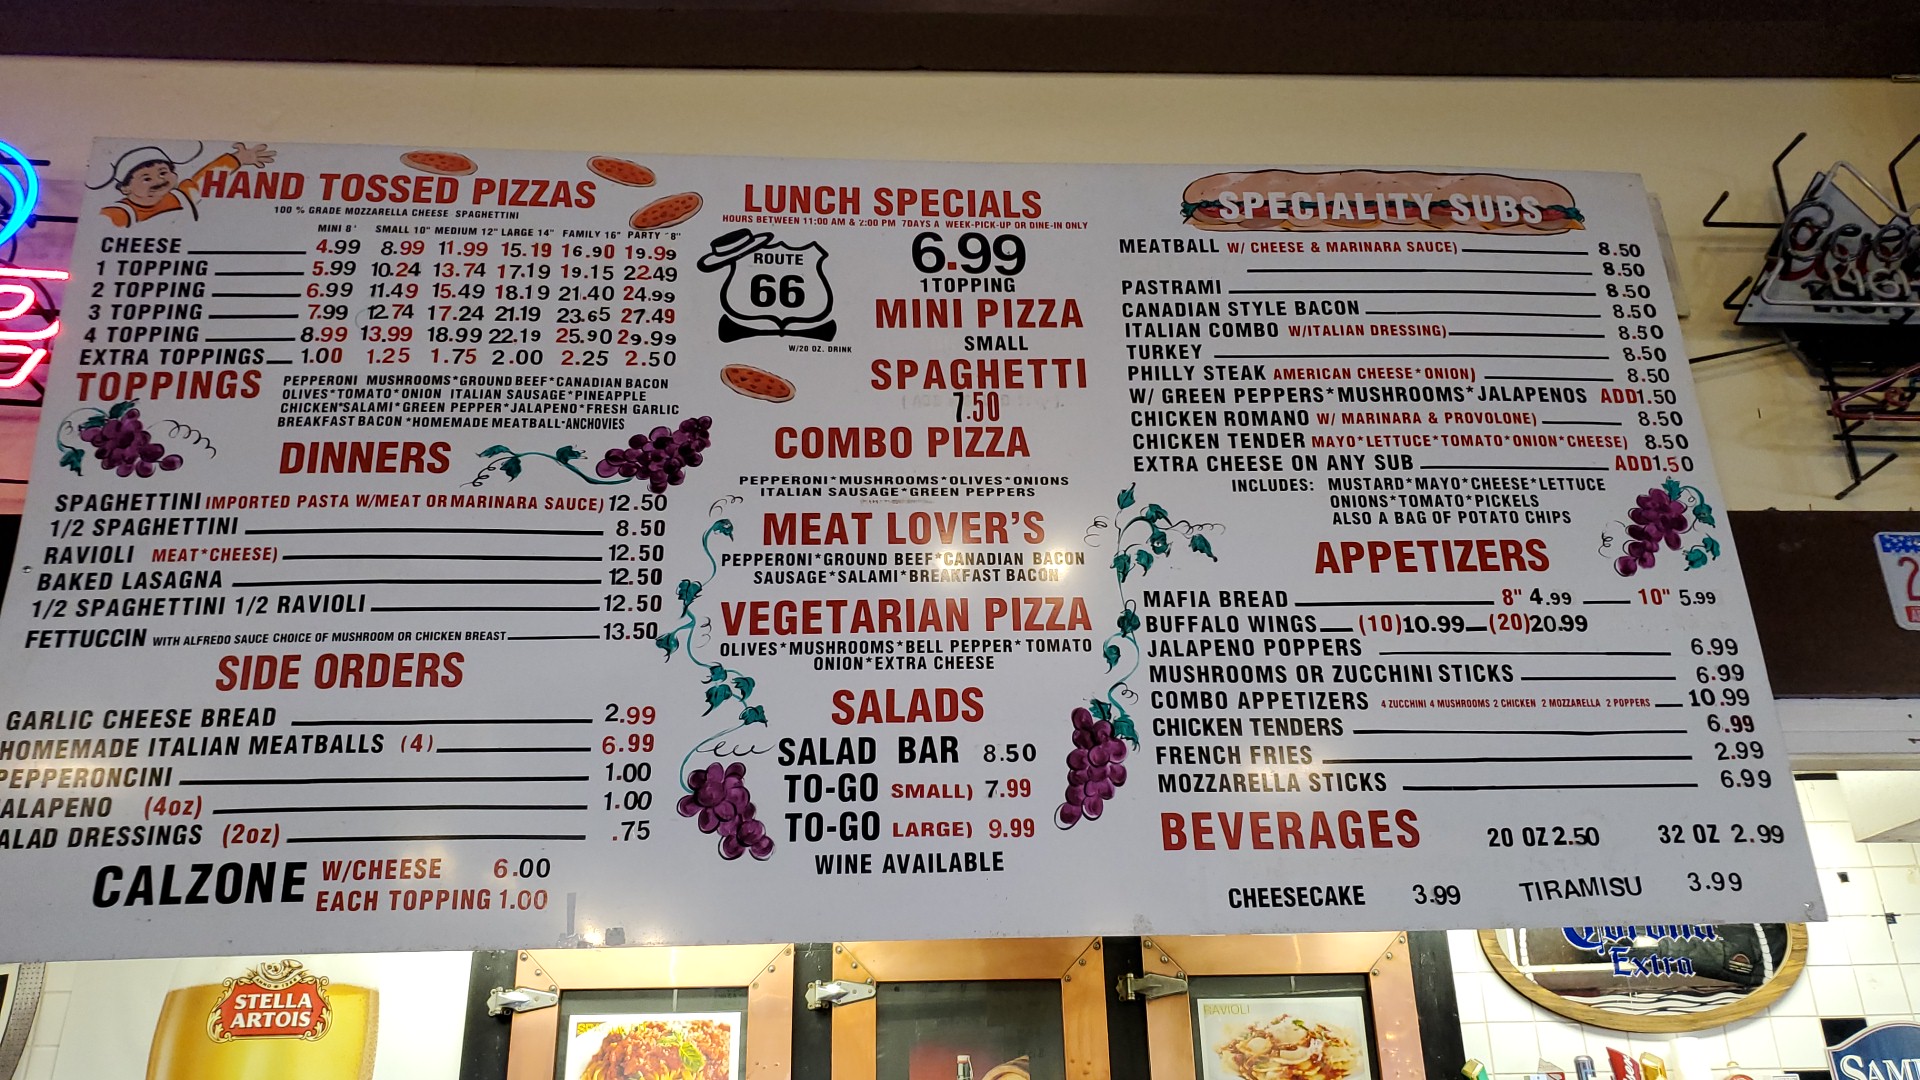 HAND TOSSED PIZZAS
100 % GRADE MOZZARELLA CHEESE SPAGHETTINI
MINI 8' SMALL 10" MEDIUM 12" LARGE 14" FAMILY 16" PARTY "8"
CHEESE 4.99 8.99 11.99 15.19 16.90 19.99
1 TOPPING 5.99 10.24 13.74 17.19 19.15 22.49
2 TOPPING 6.99 11.49 15.49 18.19 21.40 24.99
3 TOPPING 7.99 12.74 17.24 21.19 23.65 27.49
4 TOPPING 8.99 13.99 18.99 22.19 25.90 29.99
EXTRA TOPPINGS 1.00 1.25 1.75 2.00 2.25 2.50
TOPPINGS
PEPPERONI MUSHROOMS*GROUND BEEF*CANADIAN BACON
OLIVES*TOMATO*ONION ITALIAN SAUSAGE*PINEAPPLE
CHICKEN*SALAMI*GREEN PEPPER*JALAPENO*FRESH GARLIC
BREAKFAST BACON *HOMEMADE MEATBALL-ANCHOVIES
DINNERS
SPAGHETTINI IMPORTED PASTA W/MEAT OR MARINARA SAUCE) 12.50
1/2 SPAGHETTINI 8.50
RAVIOLI MEAT*CHEESE) 12.50
BAKED LASAGNA 12.50
1/2 SPAGHETTINI 1/2 RAVIOLI 12.50
FETTUCCIN WITH ALFREDO SAUCE CHOICE OF MUSHROOM OR CHICKEN BREAST 13.50
SIDE ORDERS
GARLIC CHEESE BREAD 2.99
HOMEMADE ITALIAN MEATBALLS (4) 6.99
PEPPERONCINI 1.00
ALAPENO (4oz) 1.00
ALAD DRESSINGS (2oz) .75
CALZONE
W/CHEESE 6.00
EACH TOPPING 1.00
LUNCH SPECIALS
HOURS BETWEEN 11:00 AM & 2:00 PM 7DAYS A WEEK-PICK-UP OR DINE-IN ONLY
ROUTE
66
W/20 OZ. DRINK
6.99
1 TOPPING
MINI PIZZA
SMALL
SPAGHETTI
7.50
COMBO PIZZA
PEPPERONI*MUSHROOMS*OLIVES*ONIONS
ITALIAN SAUSAGE*GREEN PEPPERS
MEAT LOVER'S
PEPPERONI*GROUND BEEF*CANADIAN BACON
SAUSAGE*SALAMI*BREAKFAST BACON
VEGETARIAN PIZZA
OLIVES*MUSHROOMS*BELL PEPPER*TOMATO
ONION*EXTRA CHEESE
SALADS
SALAD BAR 8.50
TO-GO SMALL) 7.99
TO-GO LARGE) 9.99
WINE AVAILABLE
SPECIALITY SUBS
MEATBALL W/ CHEESE & MARINARA SAUCE) 8.50
8.50
PASTRAMI 8.50
CANADIAN STYLE BACON 8.50
ITALIAN COMBO W/ITALIAN DRESSING) 8.50
TURKEY 8.50
PHILLY STEAK AMERICAN CHEESE*ONION) 8.50
W/ GREEN PEPPERS*MUSHROOMS*JALAPENOS ADD1.50
CHICKEN ROMANO W/ MARINARA & PROVOLONE) 8.50
CHICKEN TENDER MAYO*LETTUCE*TOMATO*ONION*CHEESE) 8.50
EXTRA CHEESE ON ANY SUB ADD1.50
INCLUDES: MUSTARD*MAYO*CHEESE*LETTUCE
ONIONS*TOMATO*PICKELS
ALSO A BAG OF POTATO CHIPS
APPETIZERS
MAFIA BREAD 8" 4.99 10" 5.99
BUFFALO WINGS (10)10.99 (20)20.99
JALAPENO POPPERS 6.99
MUSHROOMS OR ZUCCHINI STICKS 6.99
COMBO APPETIZERS 4 ZUCCHINI 4 MUSHROOMS 2 CHICKEN 2 MOZZARELLA 2 POPPERS 10.99
CHICKEN TENDERS 6.99
FRENCH FRIES 2.99
MOZZARELLA STICKS 6.99
BEVERAGES 20 OZ 2.50 32 OZ 2.99
CHEESECAKE 3.99 TIRAMISU 3.99
STELLA
ARTOIS
RAVIOLI
Corona
Extra
SAM